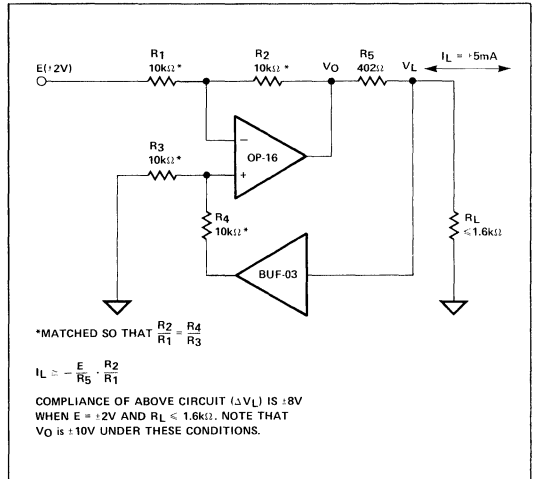 E(±2V)
R1
10kΩ*
R2
10kΩ*
VO
R5
402Ω
VL
IL = ±5mA
R3
10kΩ*
−
+
OP-16
R4
10kΩ*
BUF-03
RL
≤1.6kΩ
*MATCHED SO THAT R2/R1 = R4/R3
IL ≅ − E/R5 · R2/R1
COMPLIANCE OF ABOVE CIRCUIT (ΔVL) IS ±8V
WHEN E = ±2V AND RL ≤ 1.6kΩ. NOTE THAT
VO is ±10V UNDER THESE CONDITIONS.